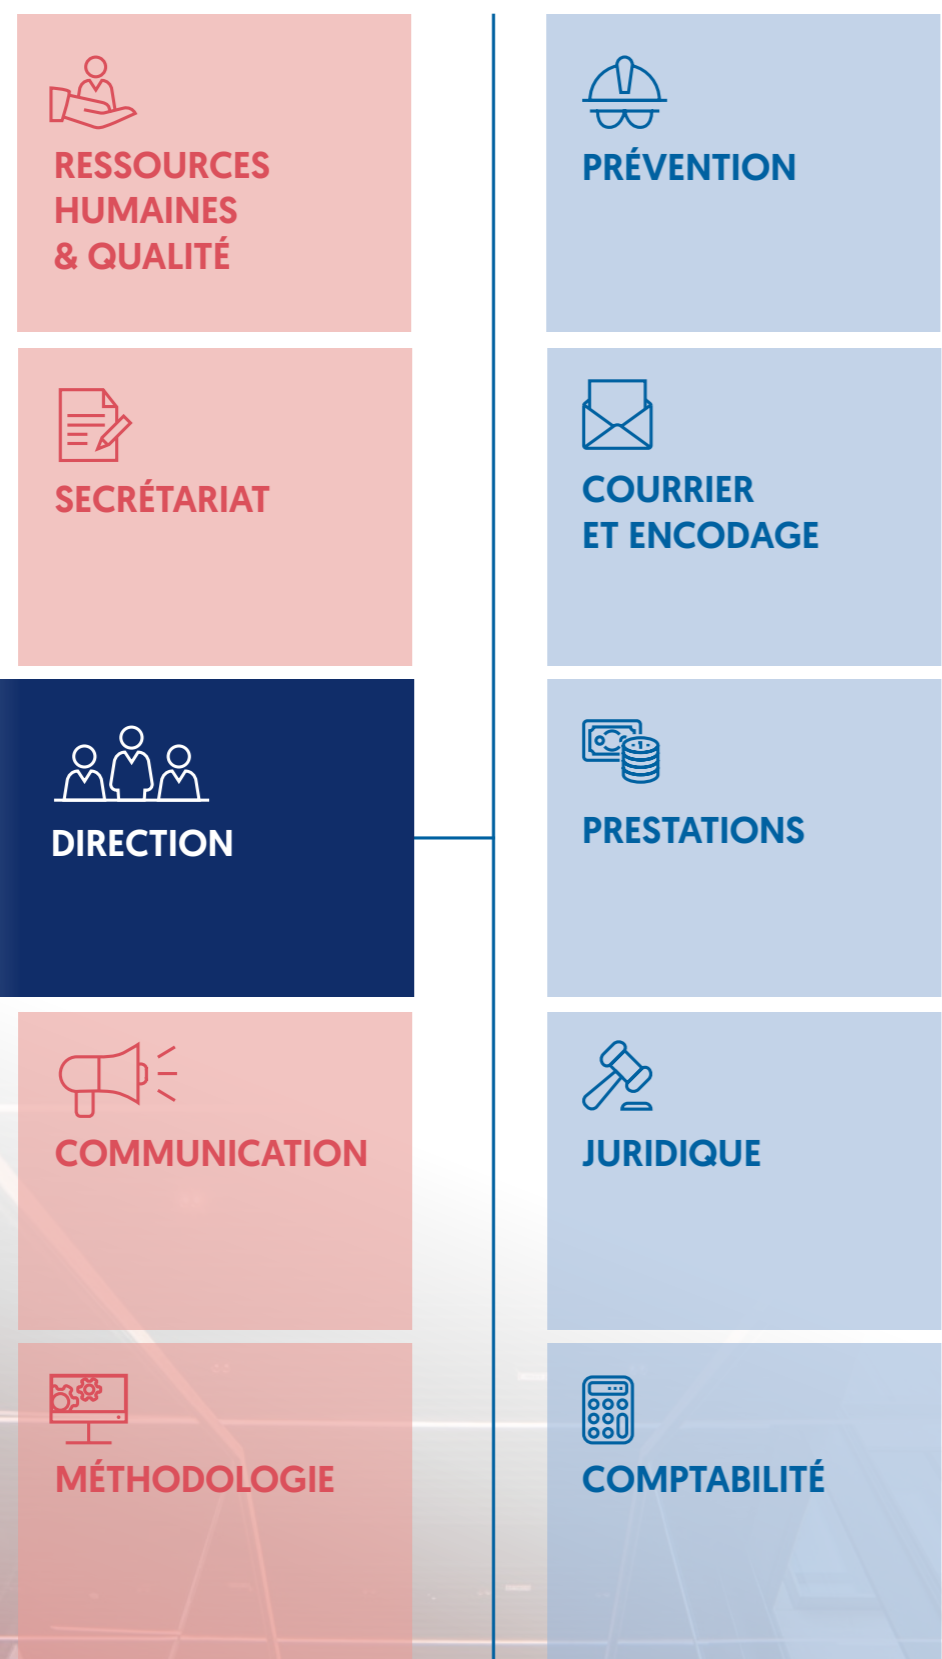 RESSOURCES
HUMAINES
& QUALITÉ
SECRÉTARIAT
DIRECTION
COMMUNICATION
MÉTHODOLOGIE
PRÉVENTION
COURRIER
ET ENCODAGE
PRESTATIONS
JURIDIQUE
COMPTABILITÉ